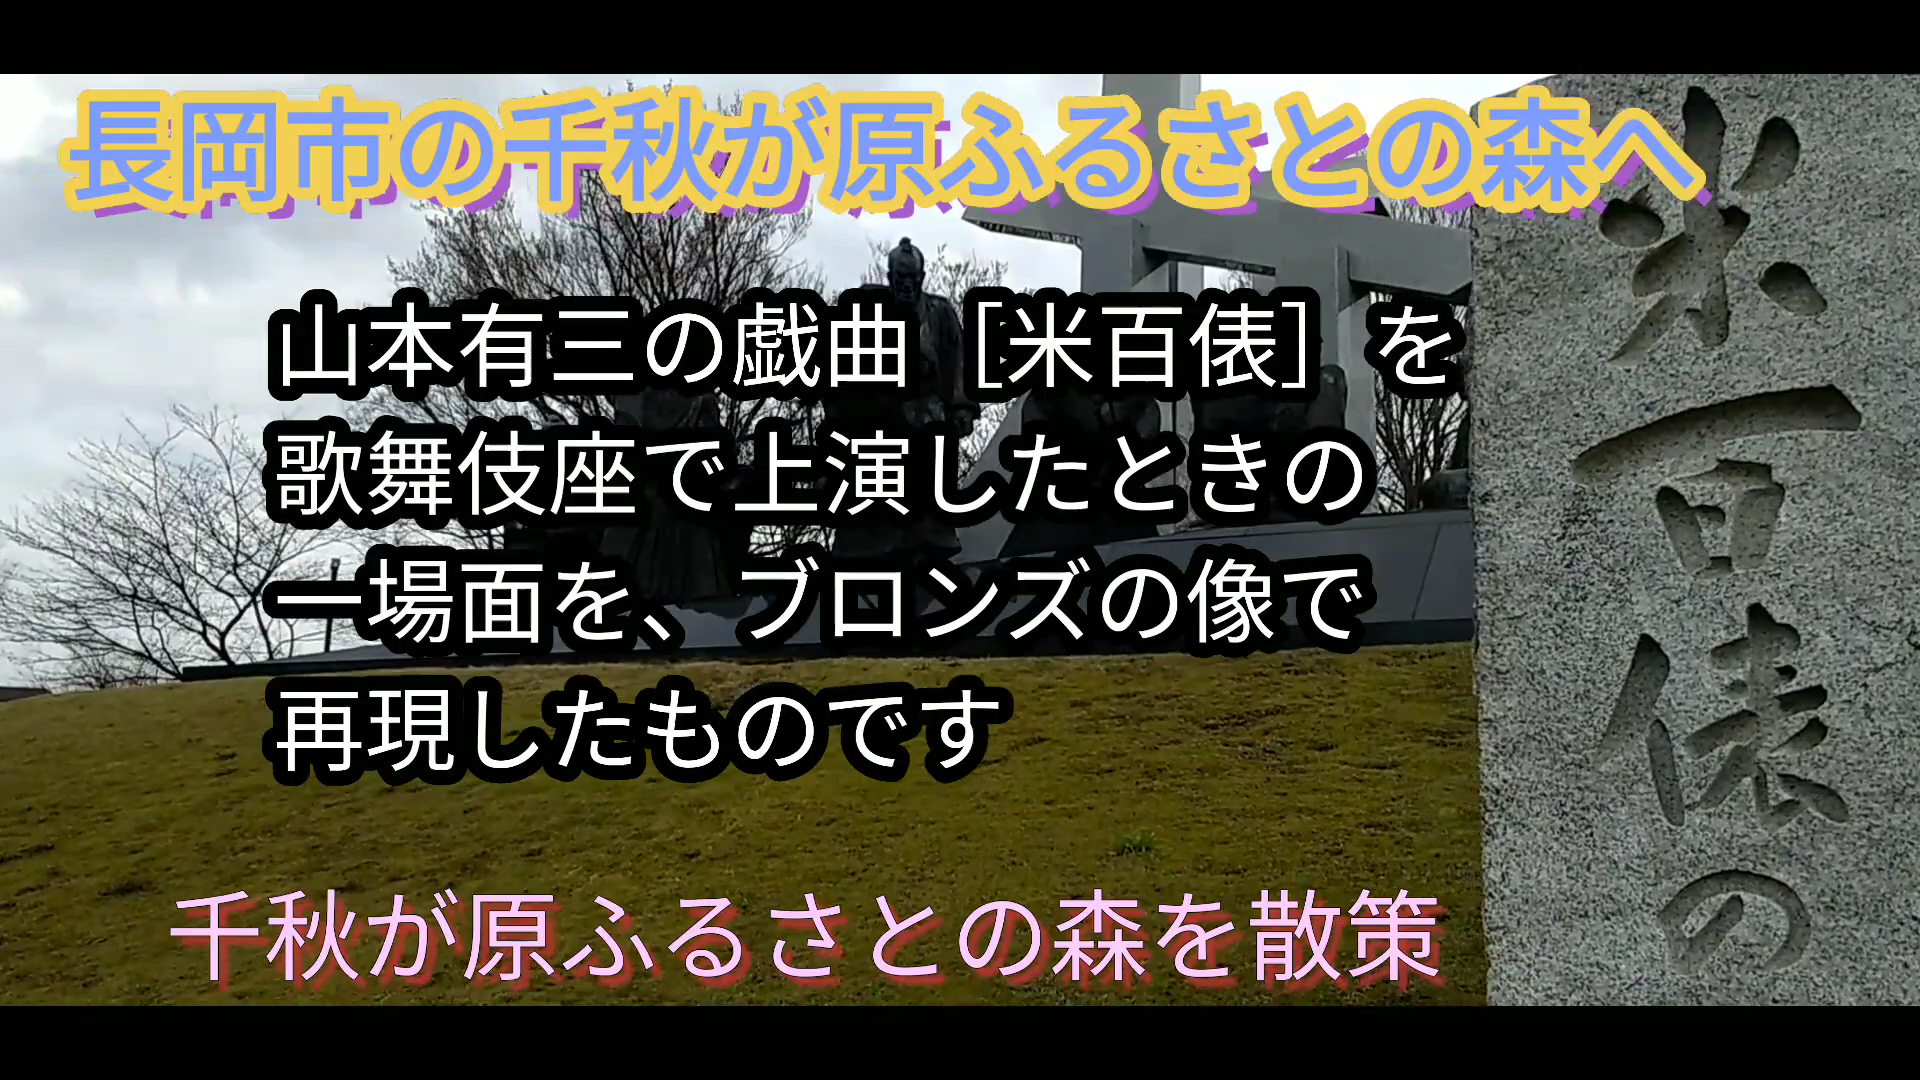 長岡市の千秋が原ふるさとの森へ
山本有三の戯曲［米百俵］を
歌舞伎座で上演したときの
一場面を、ブロンズの像で
再現したものです
千秋が原ふるさとの森を散策
米百俵の